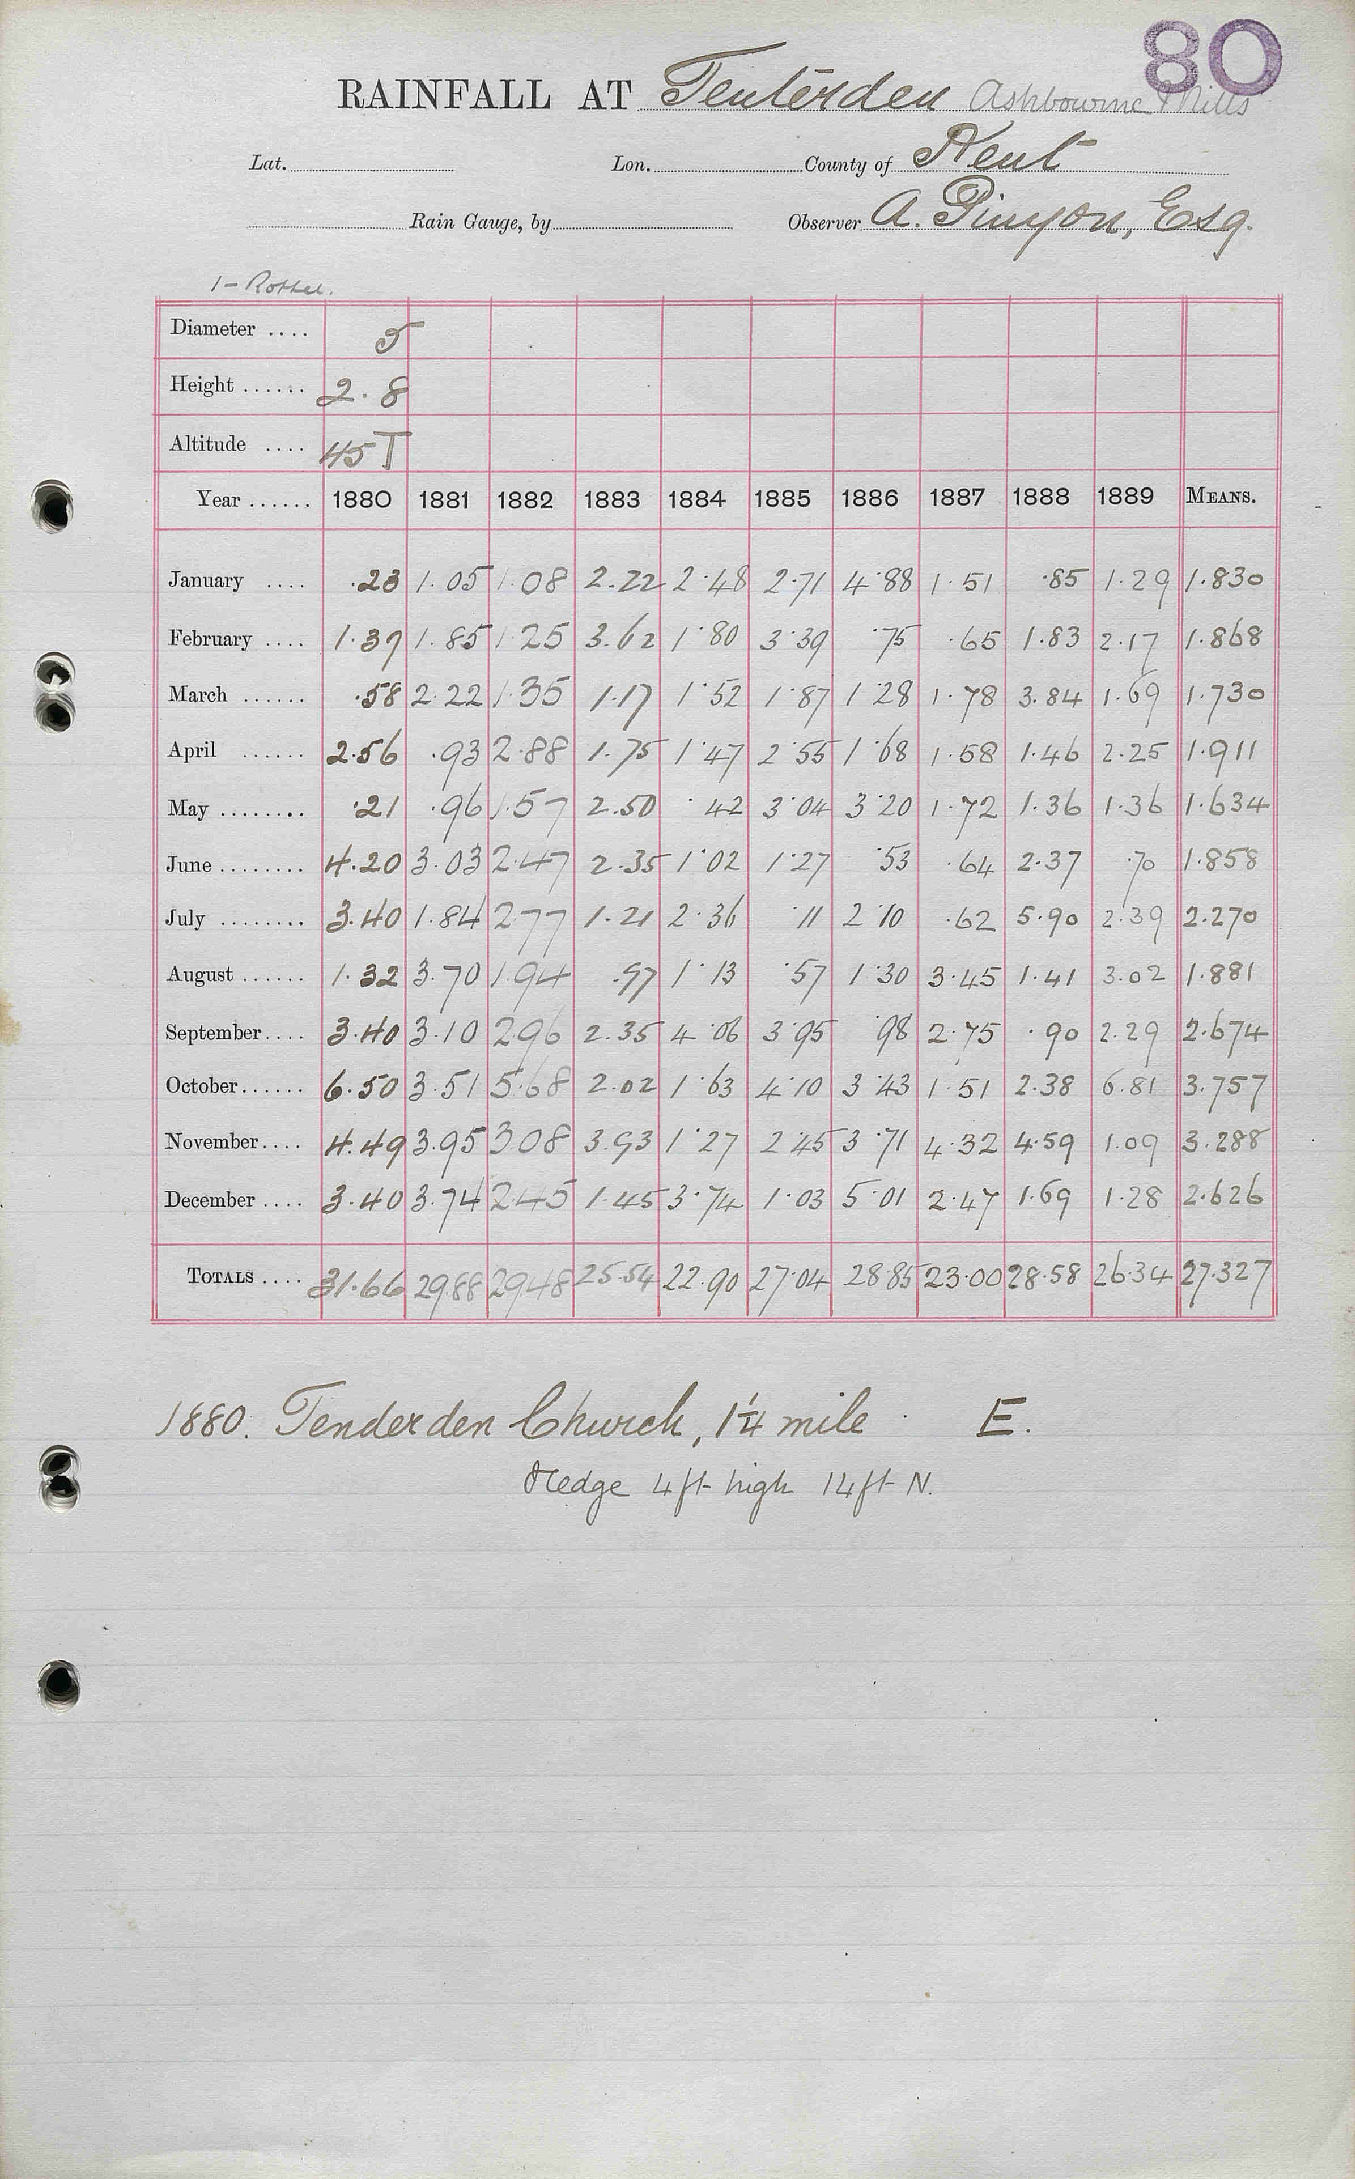 80
RAINFALL AT Tenterden Ashbourne Mills
Lat. Lon. County of Kent
Rain Gauge, by Observer A. Pinyon, Esq.
1 - Rother.
Diameter .... 5
Height ...... 2.8
Altitude .... 45 T
Year ...... 1880 1881 1882 1883 1884 1885 1886 1887 1888 1889 MEANS.
January .... .23 1.05 1.08 2.22 2.48 2.71 4.88 1.51 .85 1.29 1.830
February .... 1.37 1.85 1.25 3.62 1.80 3.39 .75 .65 1.83 2.17 1.868
March ...... .58 2.22 1.35 1.17 1.52 1.87 1.28 1.78 3.84 1.69 1.730
April ...... 2.56 .93 2.88 1.75 1.47 2.55 1.68 1.58 1.46 2.25 1.911
May ........ .21 .96 1.57 2.50 .42 3.04 3.20 1.72 1.36 1.36 1.634
June ........ 4.20 3.03 2.47 2.35 1.02 1.27 .53 .64 2.37 .70 1.858
July ........ 3.40 1.84 2.77 1.21 2.36 .11 2.10 .62 5.90 2.39 2.270
August ...... 1.32 3.70 1.94 .97 1.13 .57 1.30 3.45 1.41 3.02 1.881
September.... 3.40 3.10 2.96 2.35 4.06 3.95 .98 2.75 .90 2.29 2.674
October...... 6.50 3.51 5.68 2.02 1.63 4.10 3.43 1.51 2.38 6.81 3.757
November.... 4.49 3.95 3.08 3.93 1.27 2.45 3.71 4.32 4.59 1.09 3.288
December .... 3.40 3.74 2.45 1.45 3.74 1.03 5.01 2.47 1.69 1.28 2.626
TOTALS .... 31.66 29.88 29.48 25.54 22.90 27.04 28.85 23.00 28.58 26.34 27.327
1880. Tenderden Church, 1 1/4 mile E.
Hedge 4 ft high 14 ft N.